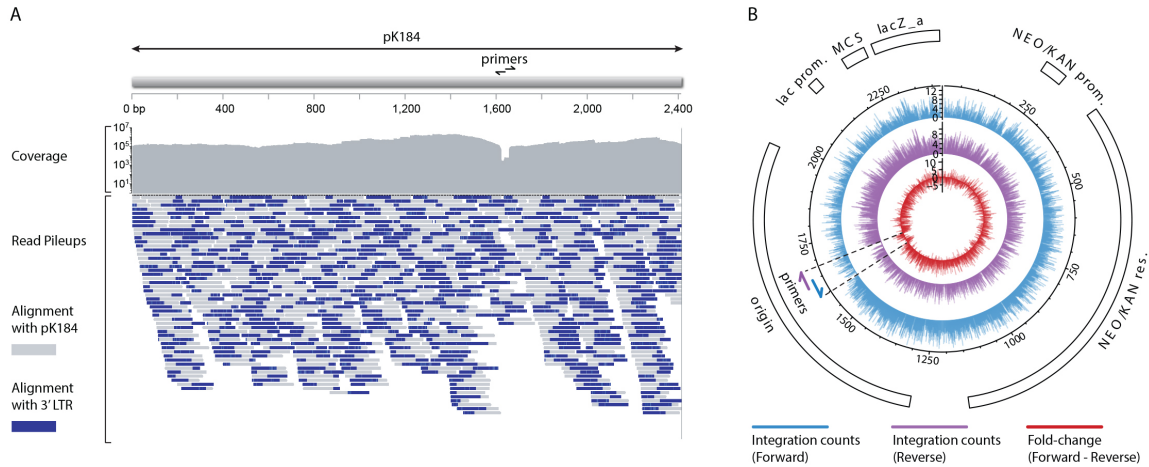 A
pK184
primers
0 bp 400 800 1,200 1,600 2,000 2,400
Coverage
10⁷
10⁵
10³
10¹
Read Pileups
Alignment
with pK184
Alignment
with 3' LTR
B
lac prom.
MCS
lacZ_a
NEO/KAN prom.
NEO/KAN res.
origin
primers
250
500
750
1000
1250
1500
1750
2000
2250
12
8
4
0
8
4
0
10
5
0
-5
Integration counts
(Forward)
Integration counts
(Reverse)
Fold-change
(Forward - Reverse)